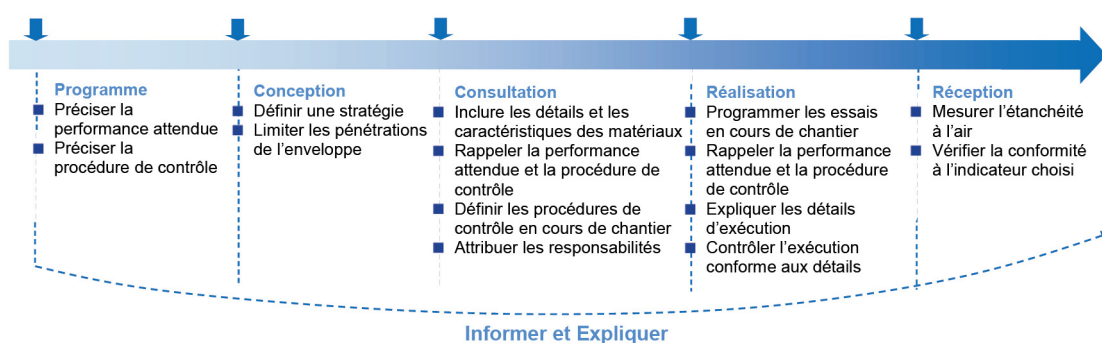 Programme
Préciser la
performance attendue
Préciser la
procédure de contrôle
Conception
Définir une stratégie
Limiter les pénétrations
de l’enveloppe
Consultation
Inclure les détails et les
caractéristiques des matériaux
Rappeler la performance
attendue et la procédure de
contrôle
Définir les procédures de
contrôle en cours de chantier
Attribuer les responsabilités
Réalisation
Programmer les essais
en cours de chantier
Rappeler la performance
attendue et la procédure
de contrôle
Expliquer les détails
d’exécution
Contrôler l’exécution
conforme aux détails
Réception
Mesurer l’étanchéité
à l’air
Vérifier la conformité
à l’indicateur choisi
Informer et Expliquer